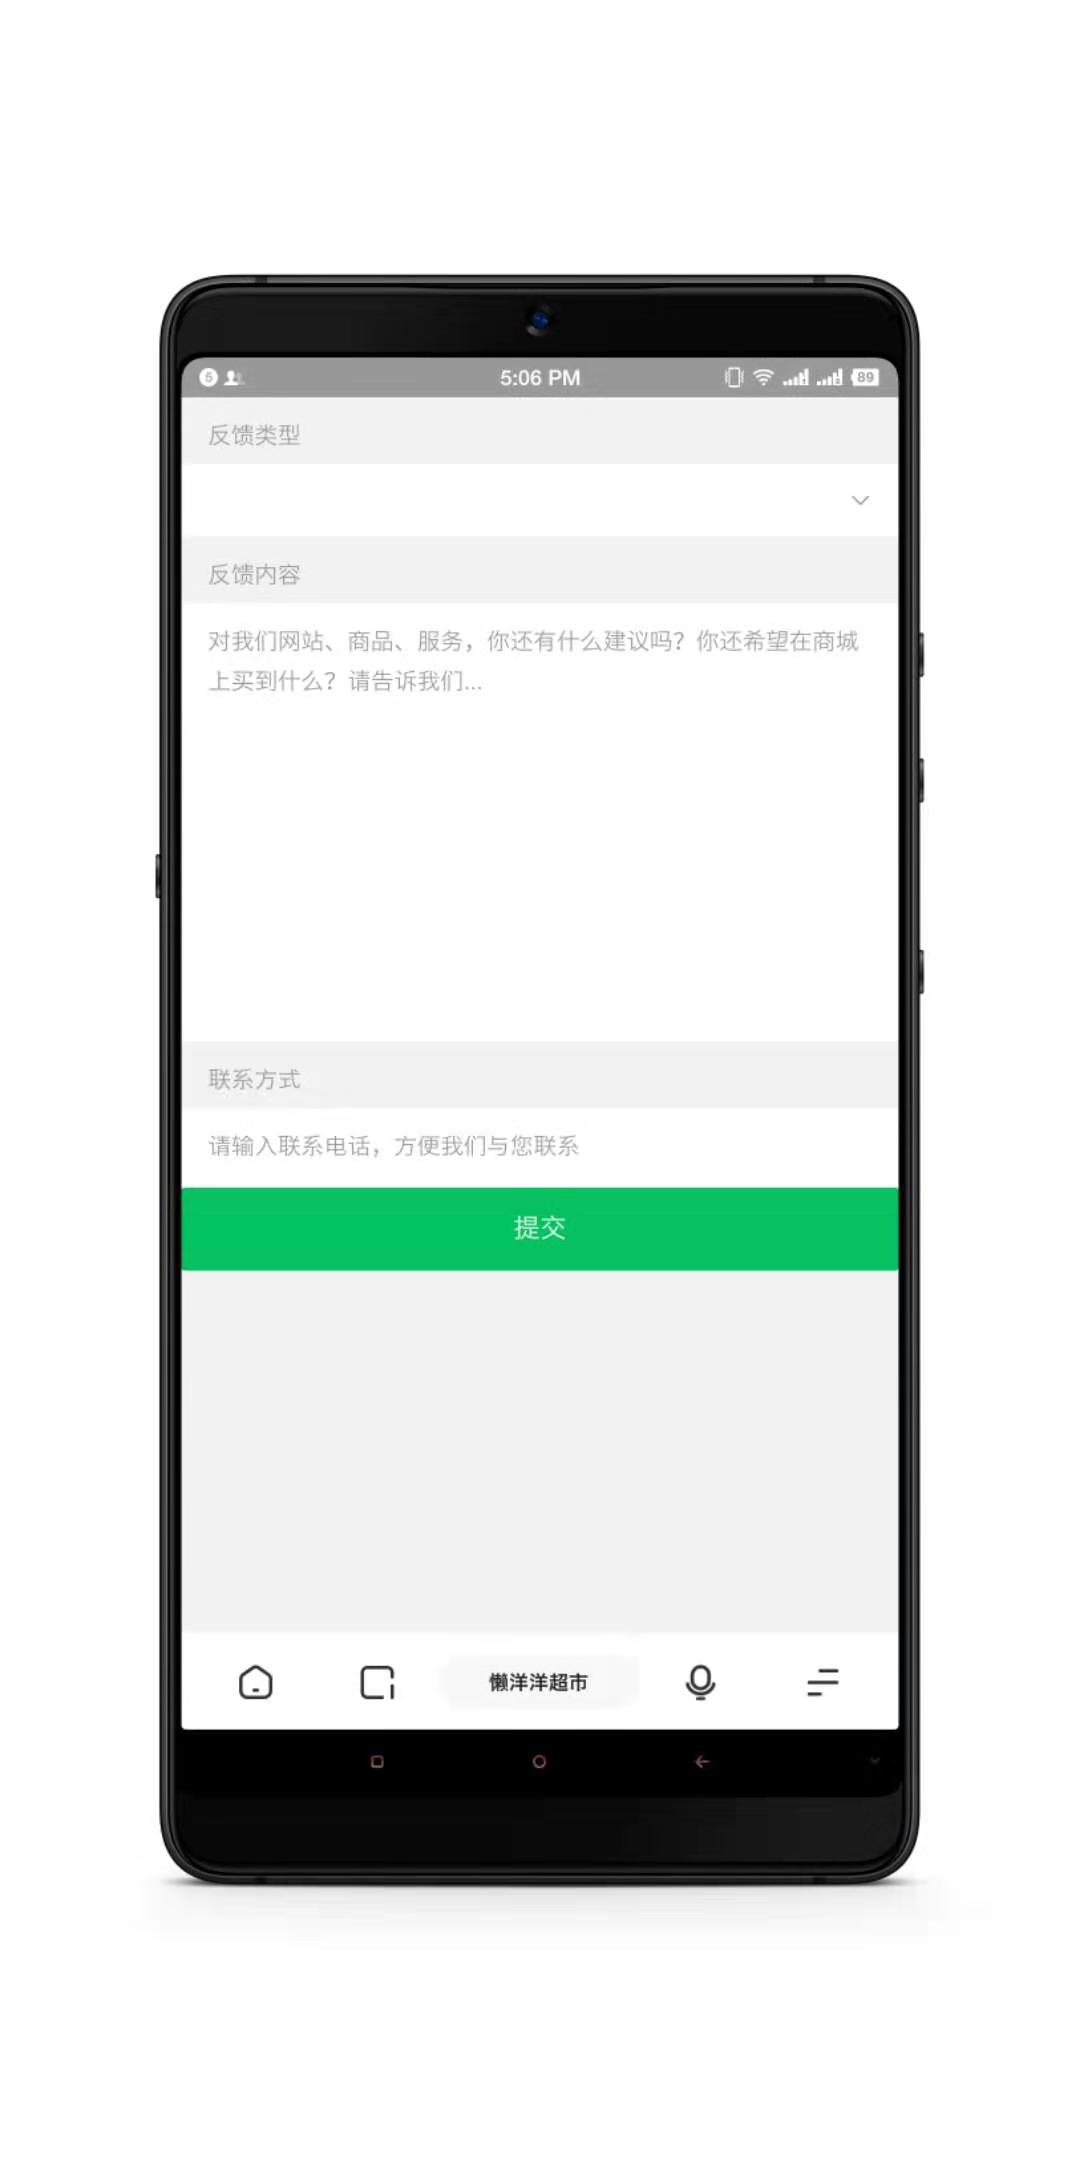 5
5:06 PM
89
反馈类型
反馈内容
对我们网站、商品、服务，你还有什么建议吗？你还希望在商城
上买到什么？请告诉我们...
联系方式
请输入联系电话，方便我们与您联系
提交
懒洋洋超市